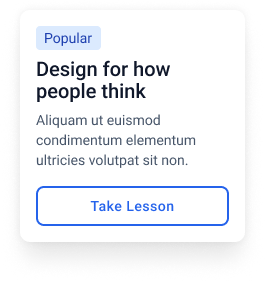 Popular
Design for how
people think
Aliquam ut euismod
condimentum elementum
ultricies volutpat sit non.
Take Lesson